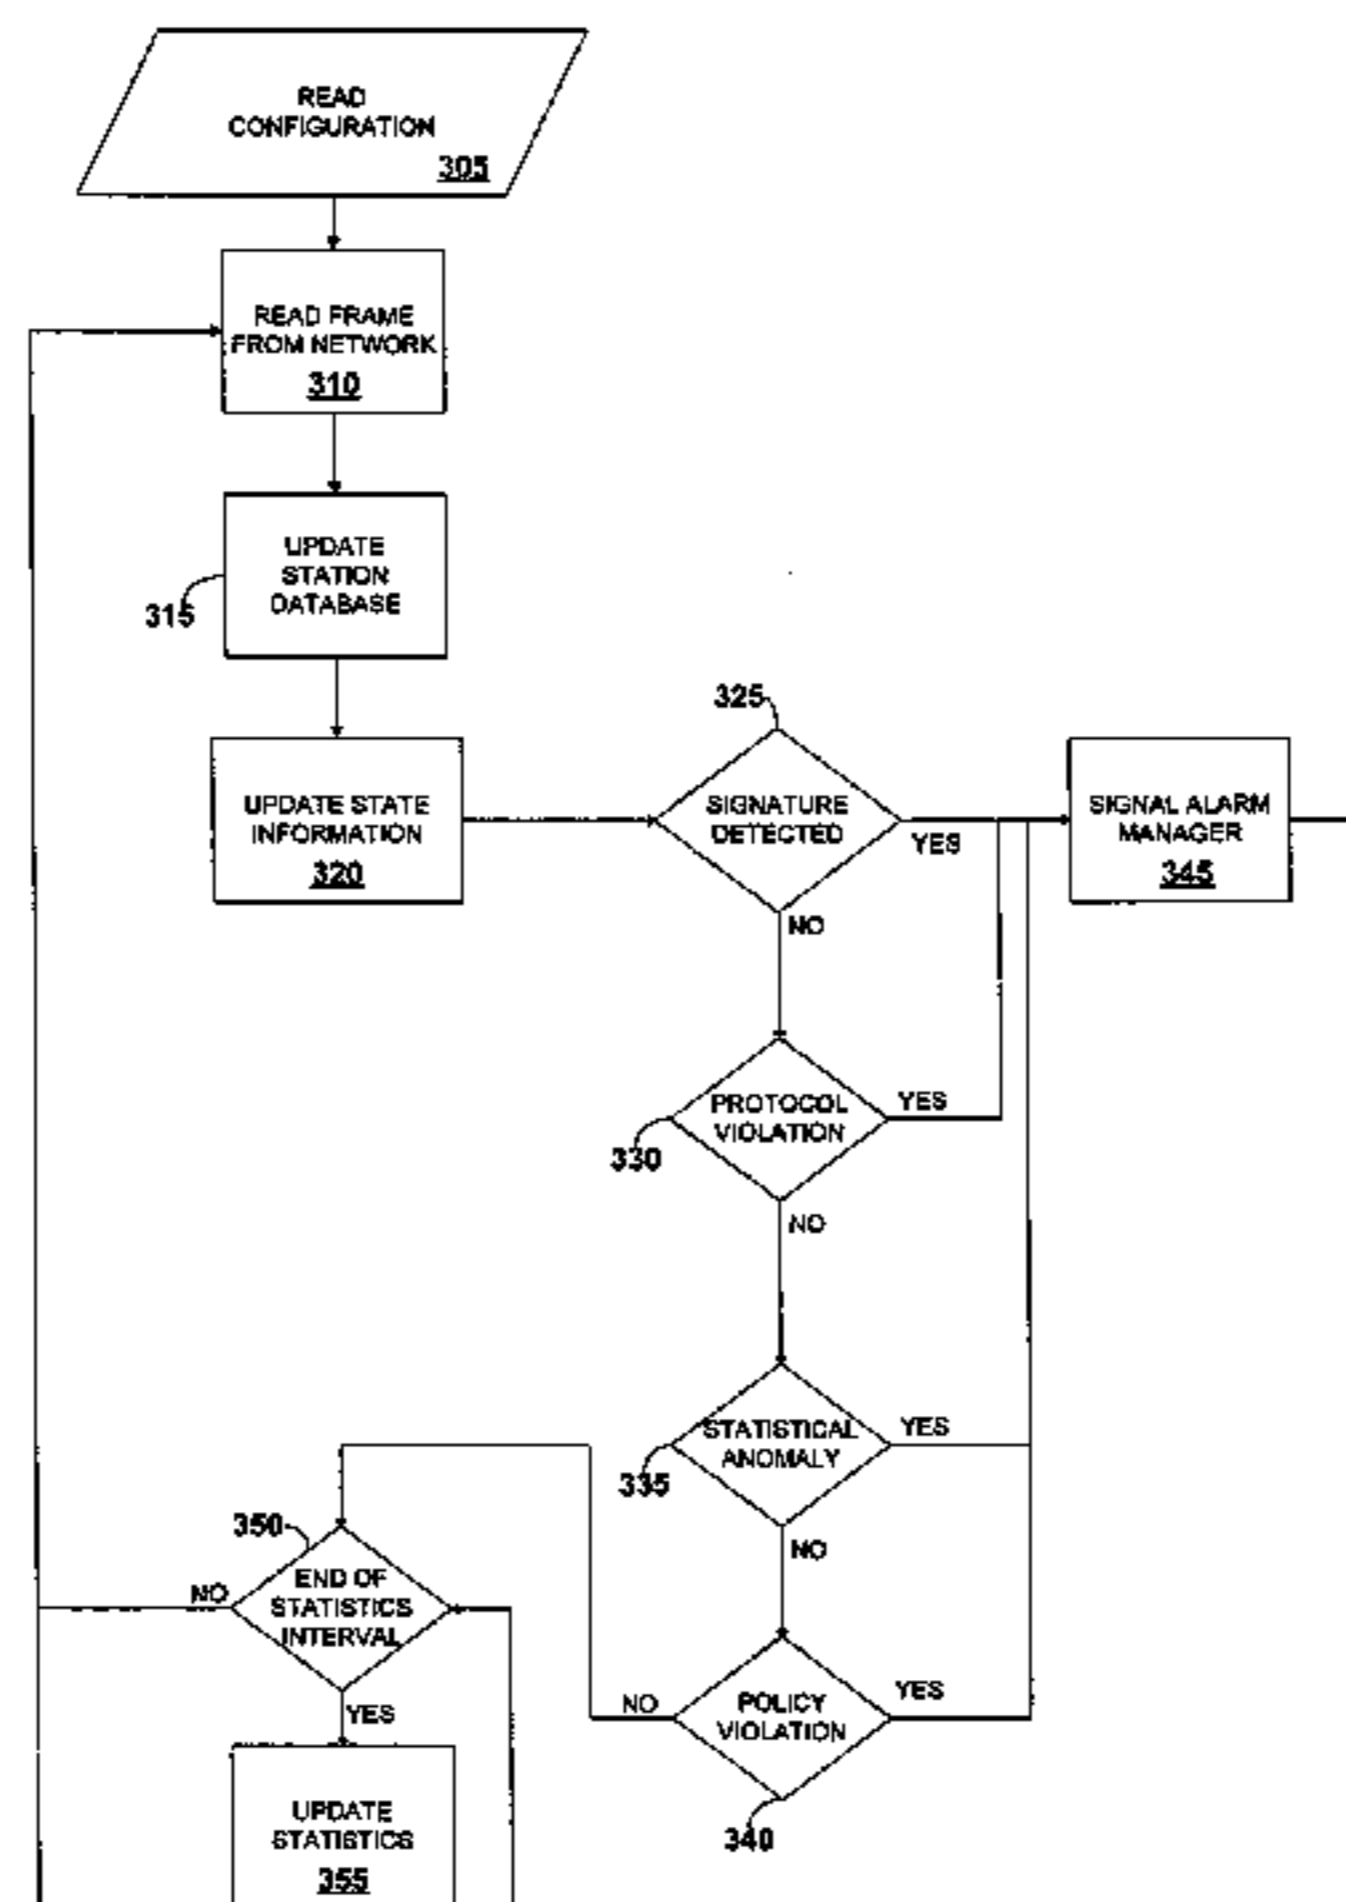 READ
CONFIGURATION
305
READ FRAME
FROM NETWORK
310
UPDATE
STATION
DATABASE
315
UPDATE STATE
INFORMATION
320
325
SIGNATURE
DETECTED
YES
NO
SIGNAL ALARM
MANAGER
345
PROTOCOL
VIOLATION
YES
330
NO
STATISTICAL
ANOMALY
YES
335
NO
350
END OF
STATISTICS
INTERVAL
NO
YES
POLICY
VIOLATION
NO
YES
340
UPDATE
STATISTICS
355